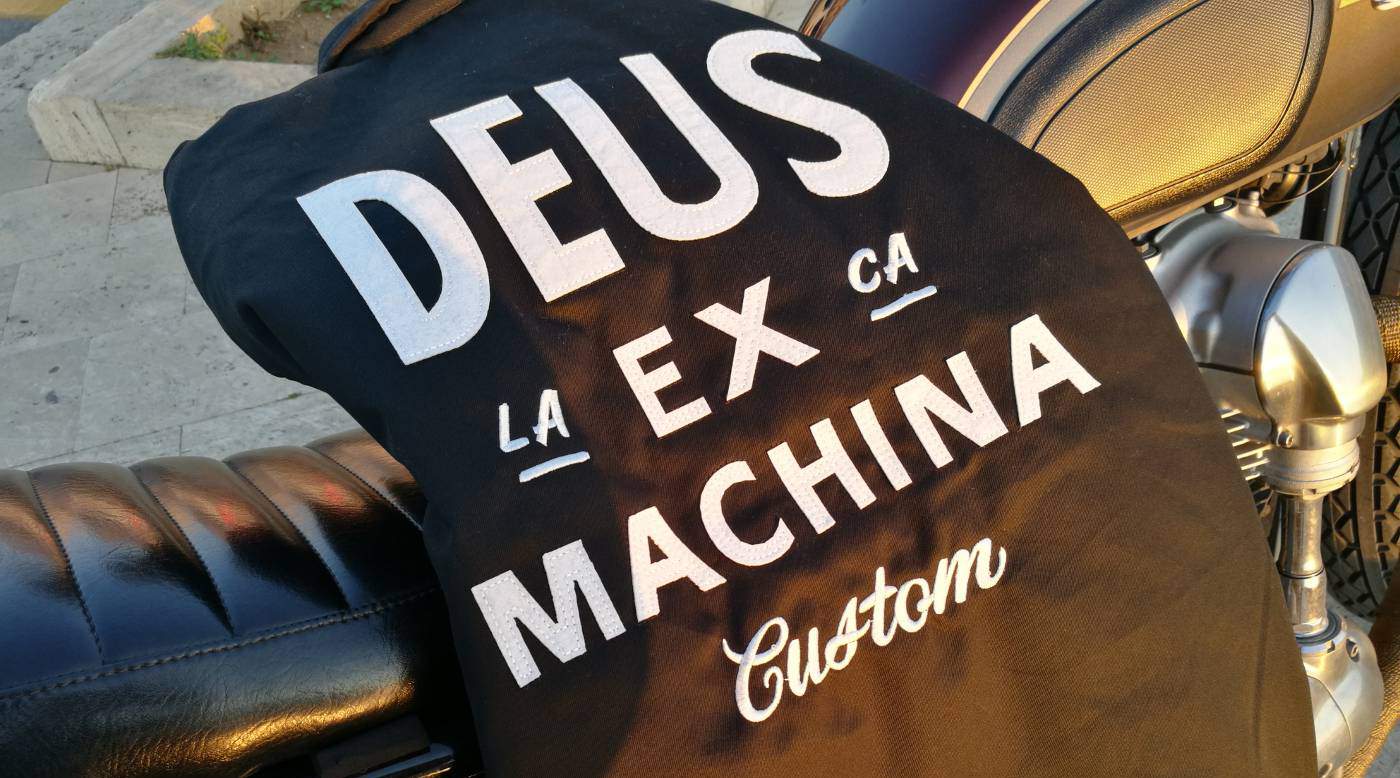 DEUS
LA EX CA
MACHINA
Custom